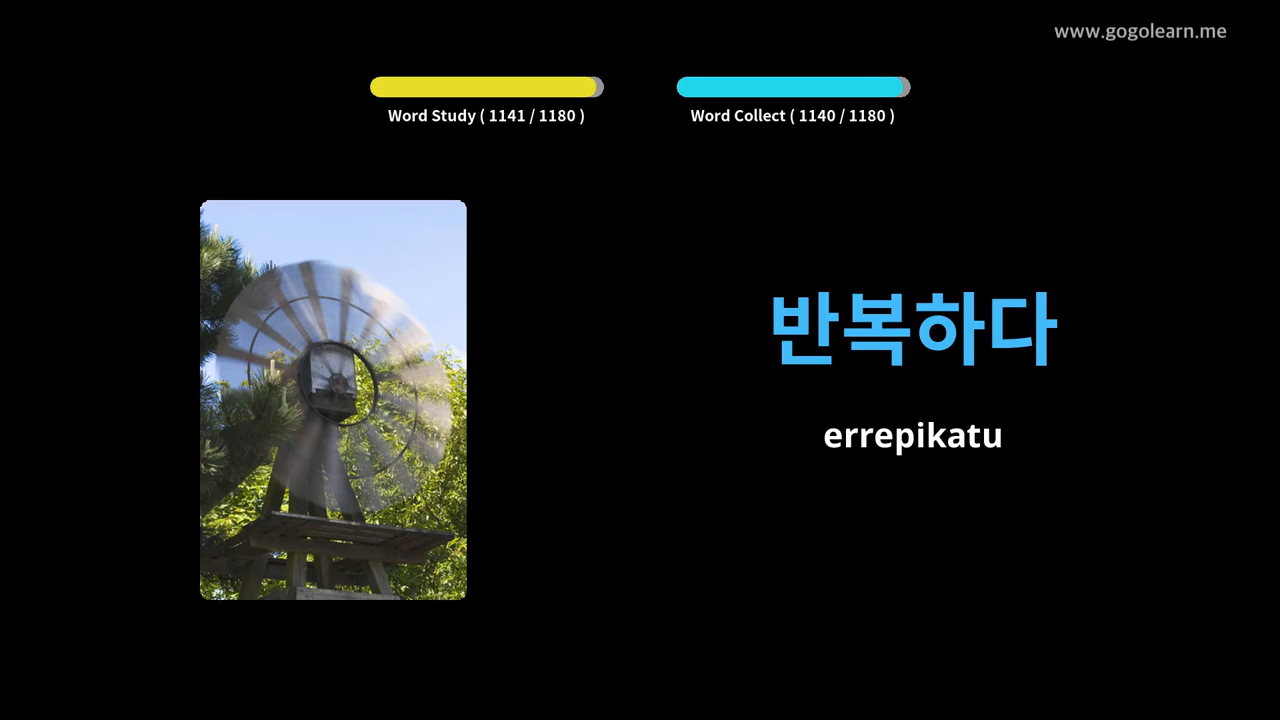 www.gogolearn.me
Word Study ( 1141 / 1180 )
Word Collect ( 1140 / 1180 )
반복하다
errepikatu